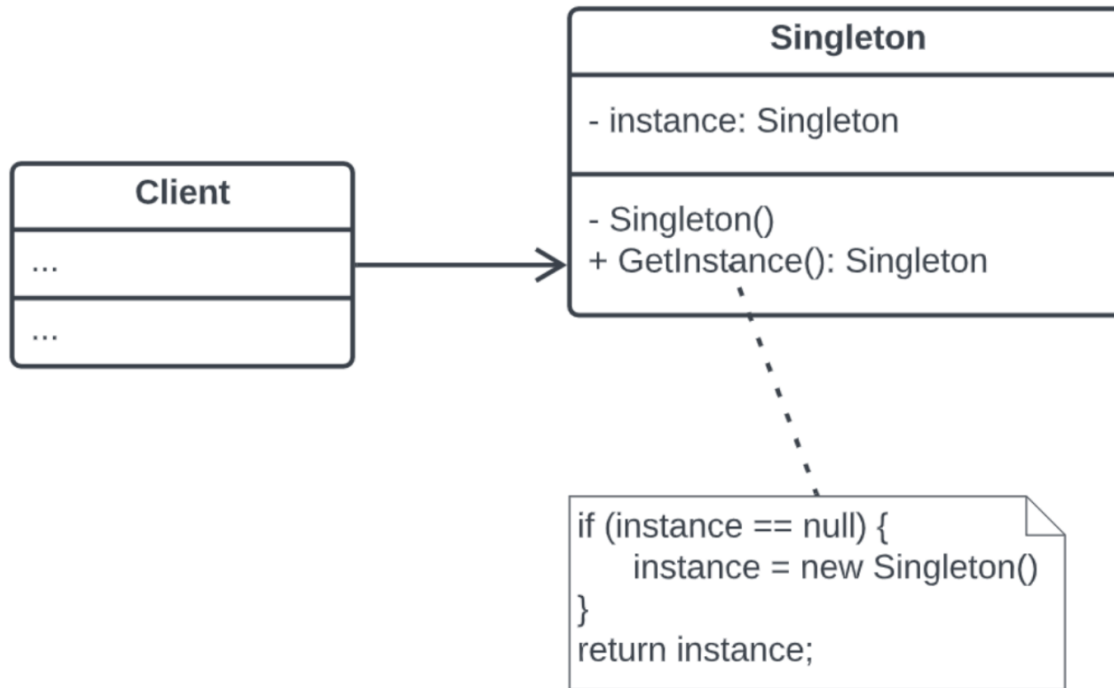 Singleton
- instance: Singleton
- Singleton()
+ GetInstance(): Singleton
Client
...
...
if (instance == null) {
instance = new Singleton()
}
return instance;